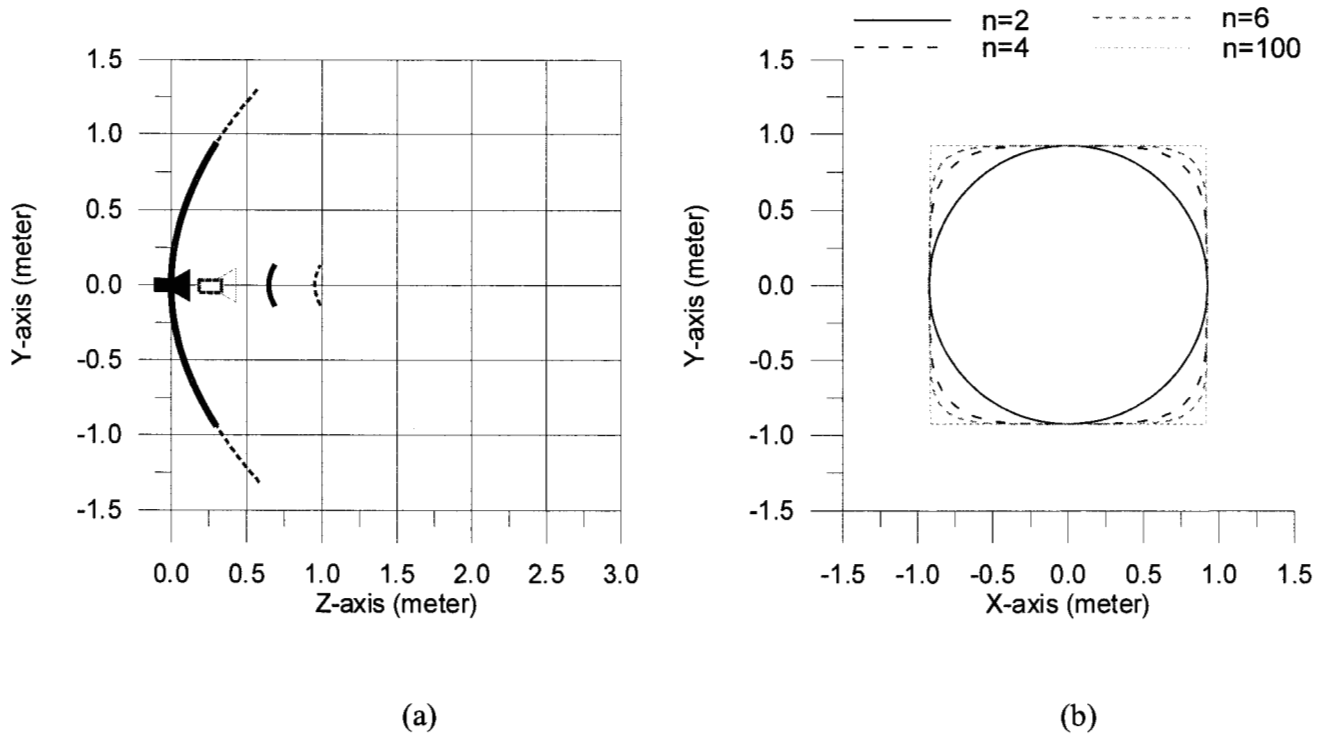 n=2
n=6
n=4
n=100
1.5
1.0
0.5
0.0
-0.5
-1.0
-1.5
Y-axis (meter)
0.0 0.5 1.0 1.5 2.0 2.5 3.0
Z-axis (meter)
(a)
1.5
1.0
0.5
0.0
-0.5
-1.0
-1.5
Y-axis (meter)
-1.5 -1.0 -0.5 0.0 0.5 1.0 1.5
X-axis (meter)
(b)